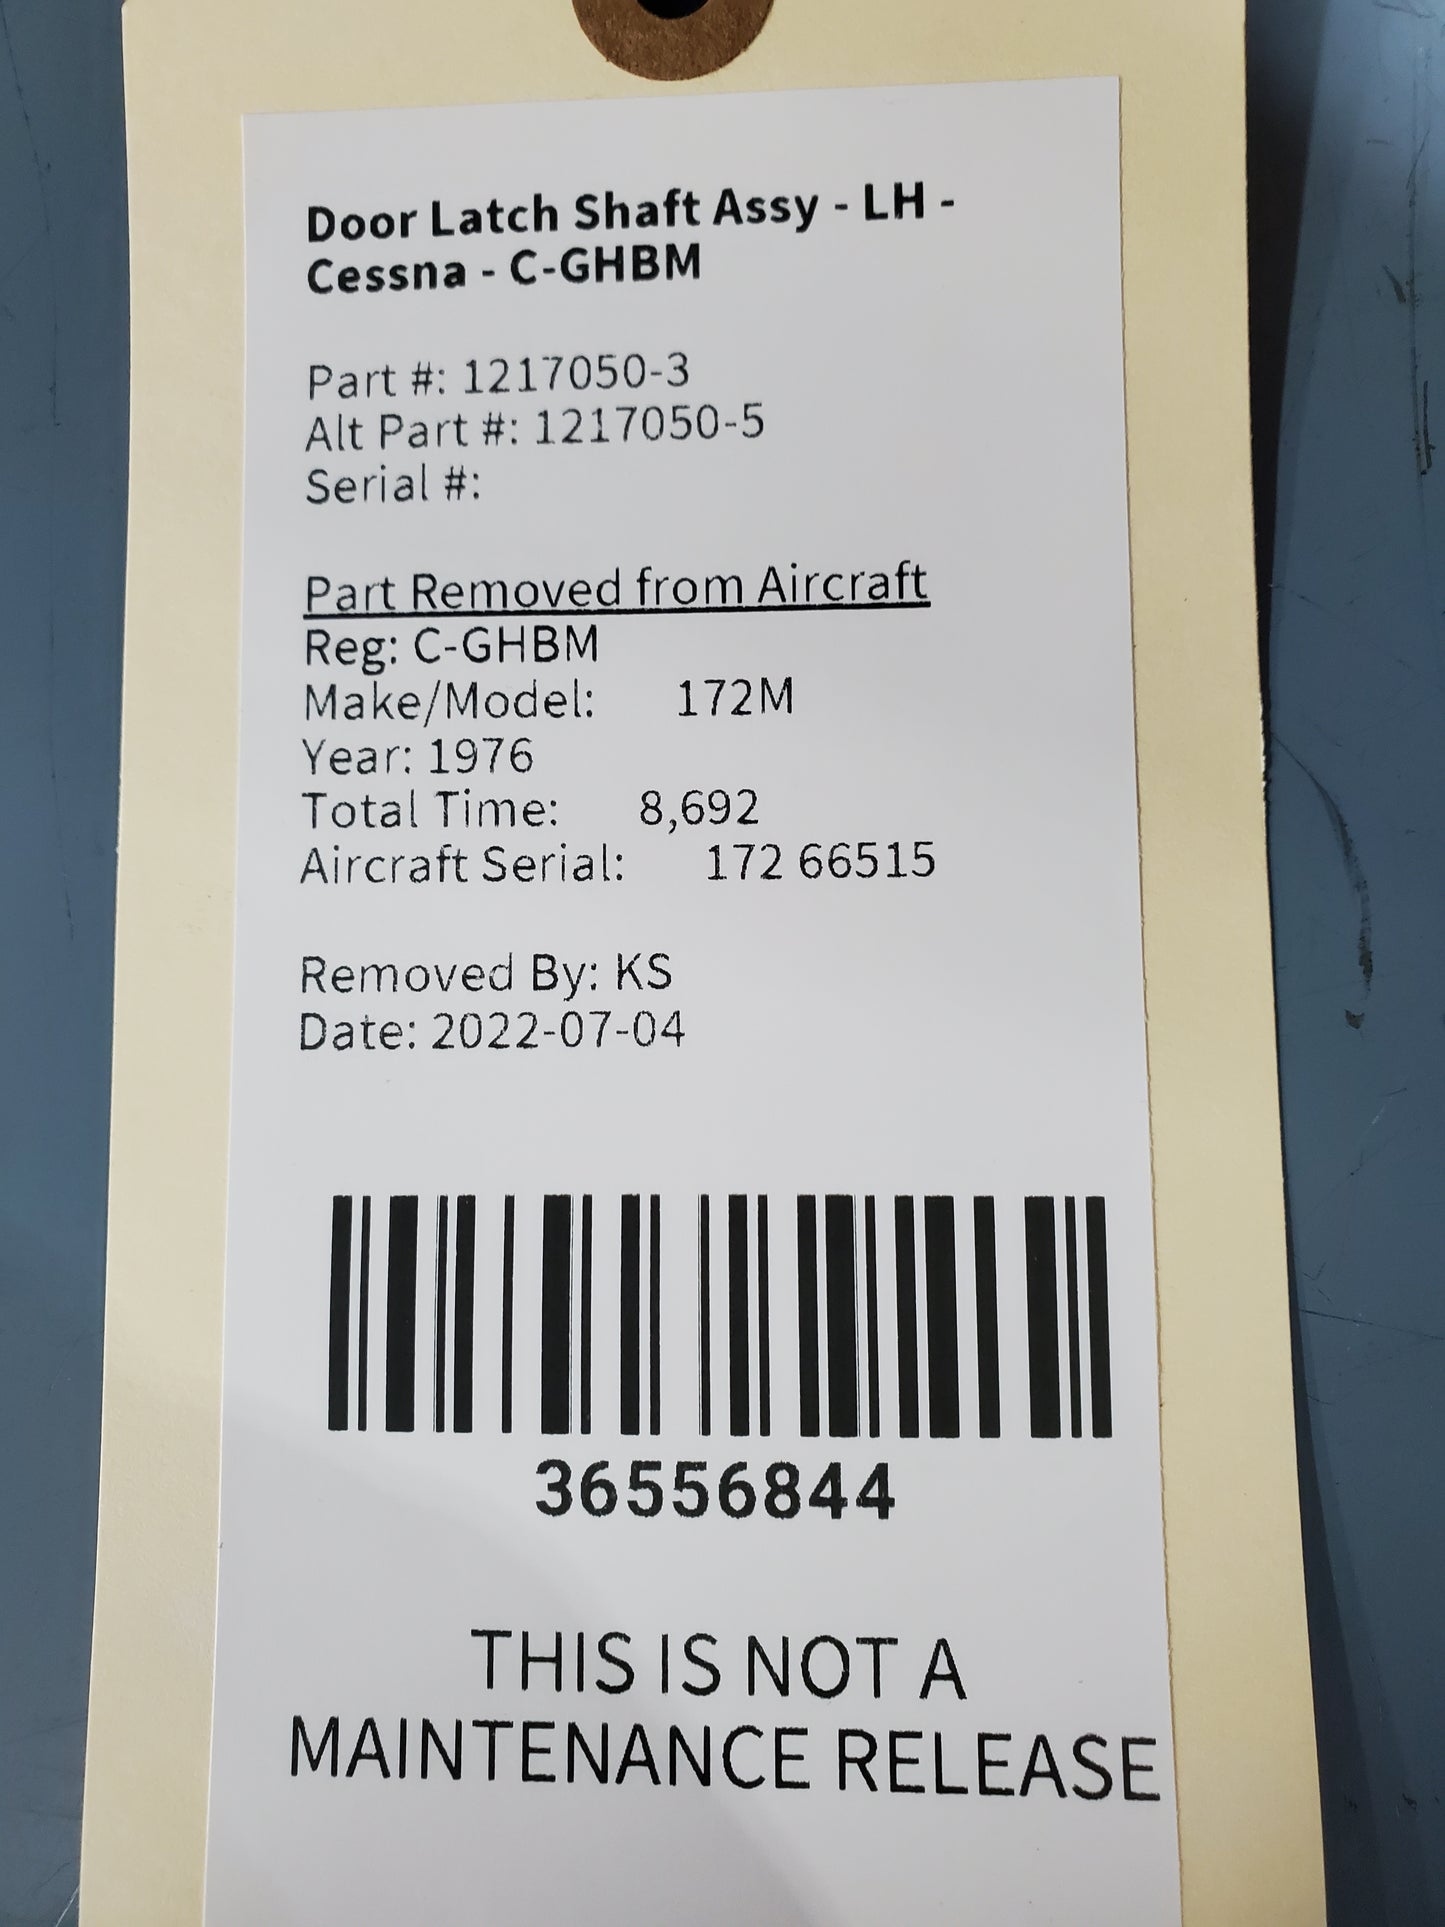 Door Latch Shaft Assy - LH -
Cessna - C-GHBM
Part #: 1217050-3
Alt Part #: 1217050-5
Serial #:
Part Removed from Aircraft
Reg: C-GHBM
Make/Model: 172M
Year: 1976
Total Time: 8,692
Aircraft Serial: 172 66515
Removed By: KS
Date: 2022-07-04
36556844
THIS IS NOT A
MAINTENANCE RELEASE